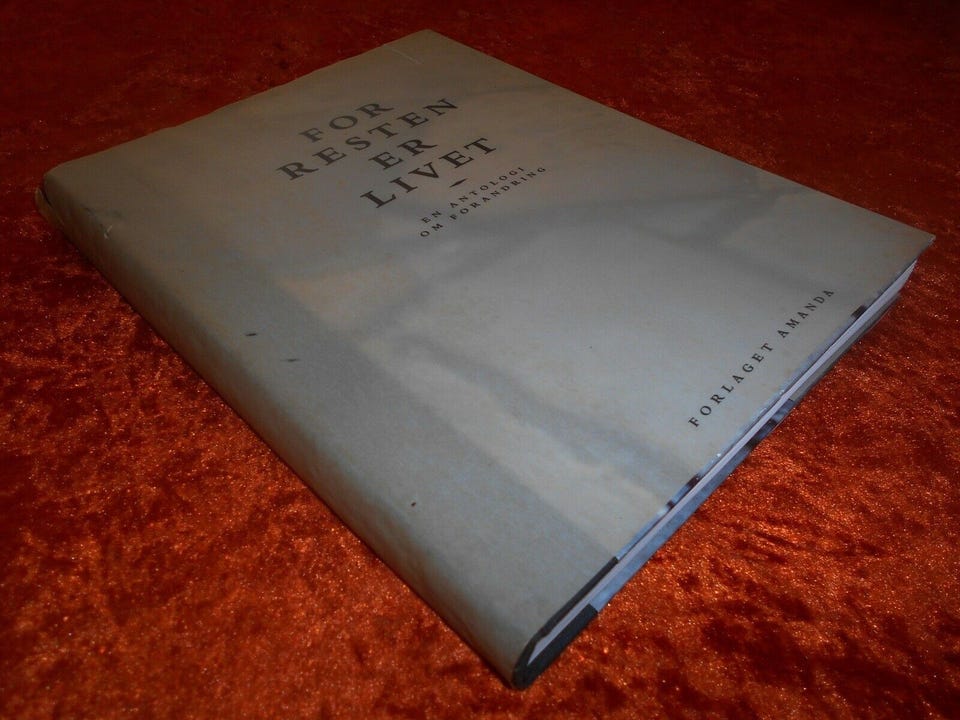 FOR
RESTEN
ER
LIVET
EN ANTOLOGI
OM FORANDRING
FORLAGET AMANDA